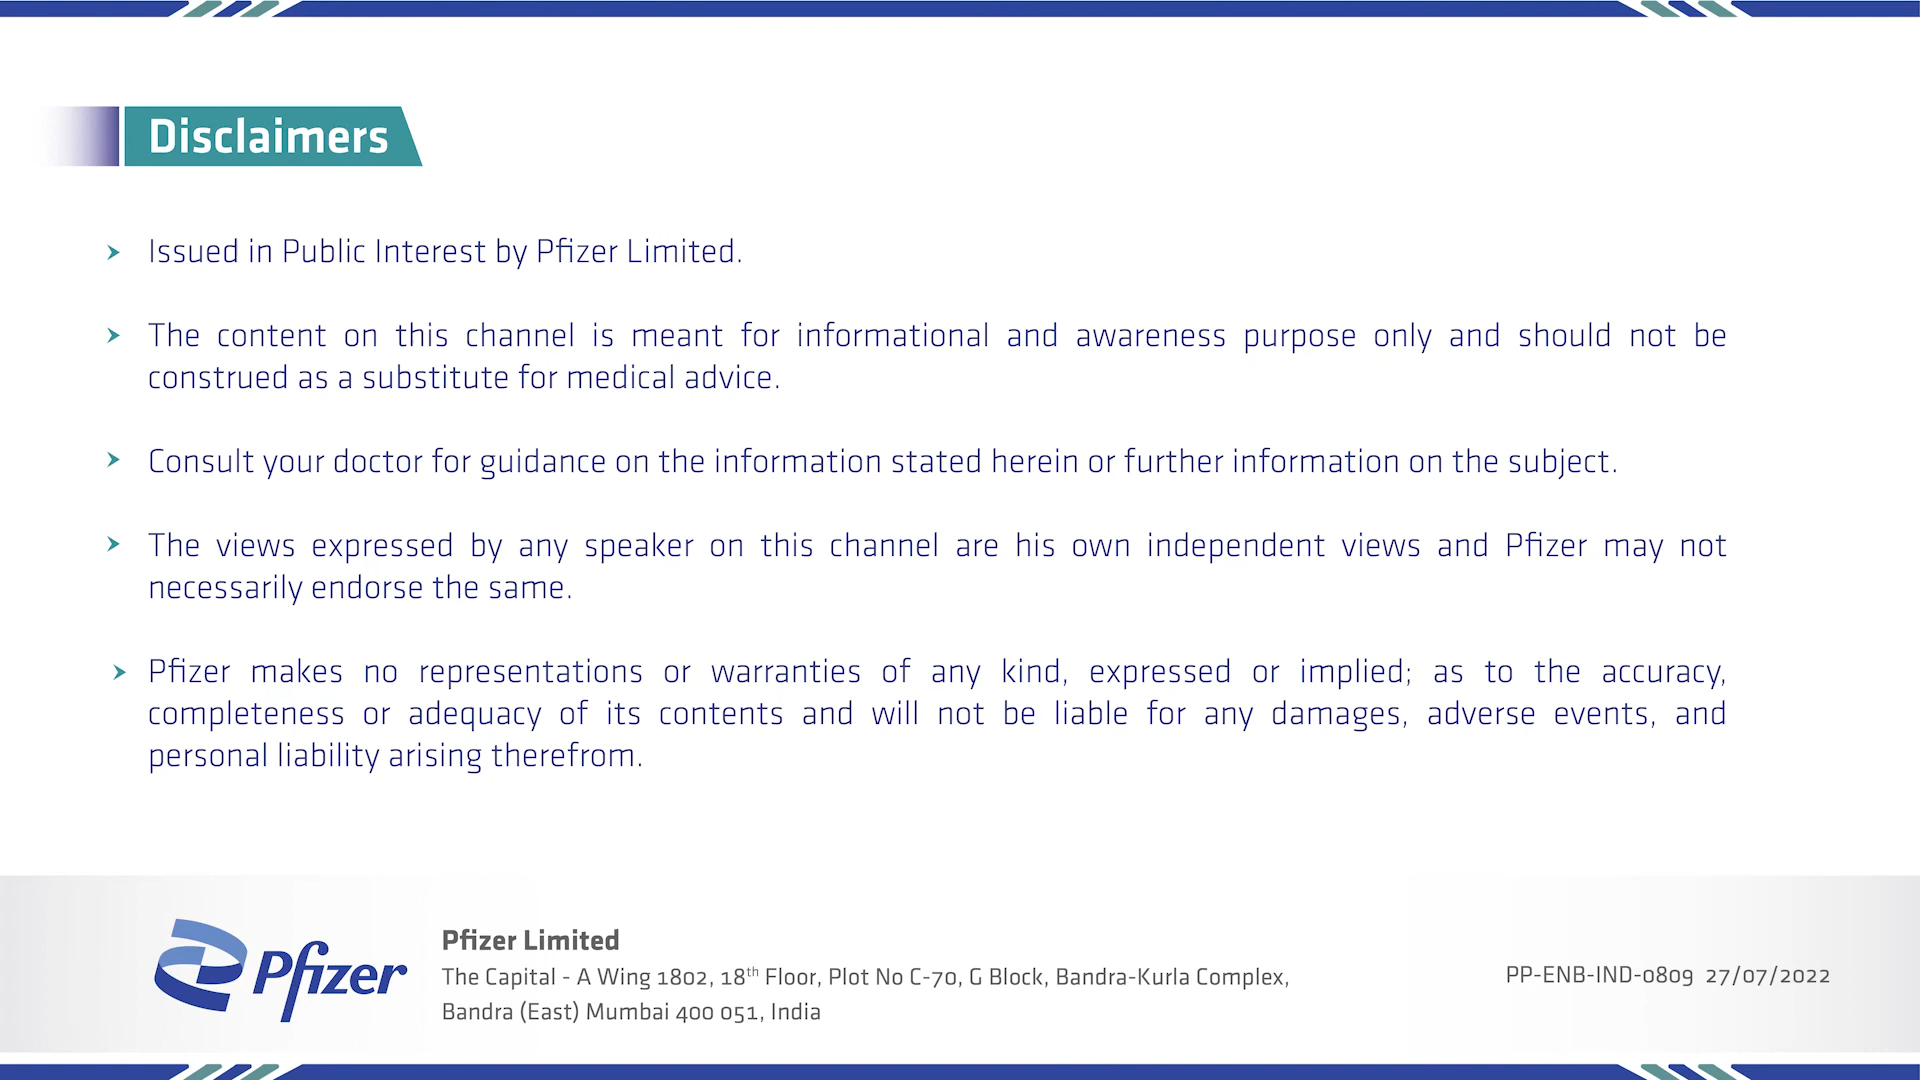 Disclaimers
Issued in Public Interest by Pfizer Limited.
The content on this channel is meant for informational and awareness purpose only and should not be
construed as a substitute for medical advice.
Consult your doctor for guidance on the information stated herein or further information on the subject.
The views expressed by any speaker on this channel are his own independent views and Pfizer may not
necessarily endorse the same.
Pfizer makes no representations or warranties of any kind, expressed or implied; as to the accuracy,
completeness or adequacy of its contents and will not be liable for any damages, adverse events, and
personal liability arising therefrom.
Pfizer
Pfizer Limited
The Capital - A Wing 1802, 18th Floor, Plot No C-70, G Block, Bandra-Kurla Complex,
Bandra (East) Mumbai 400 051, India
PP-ENB-IND-0809 27/07/2022